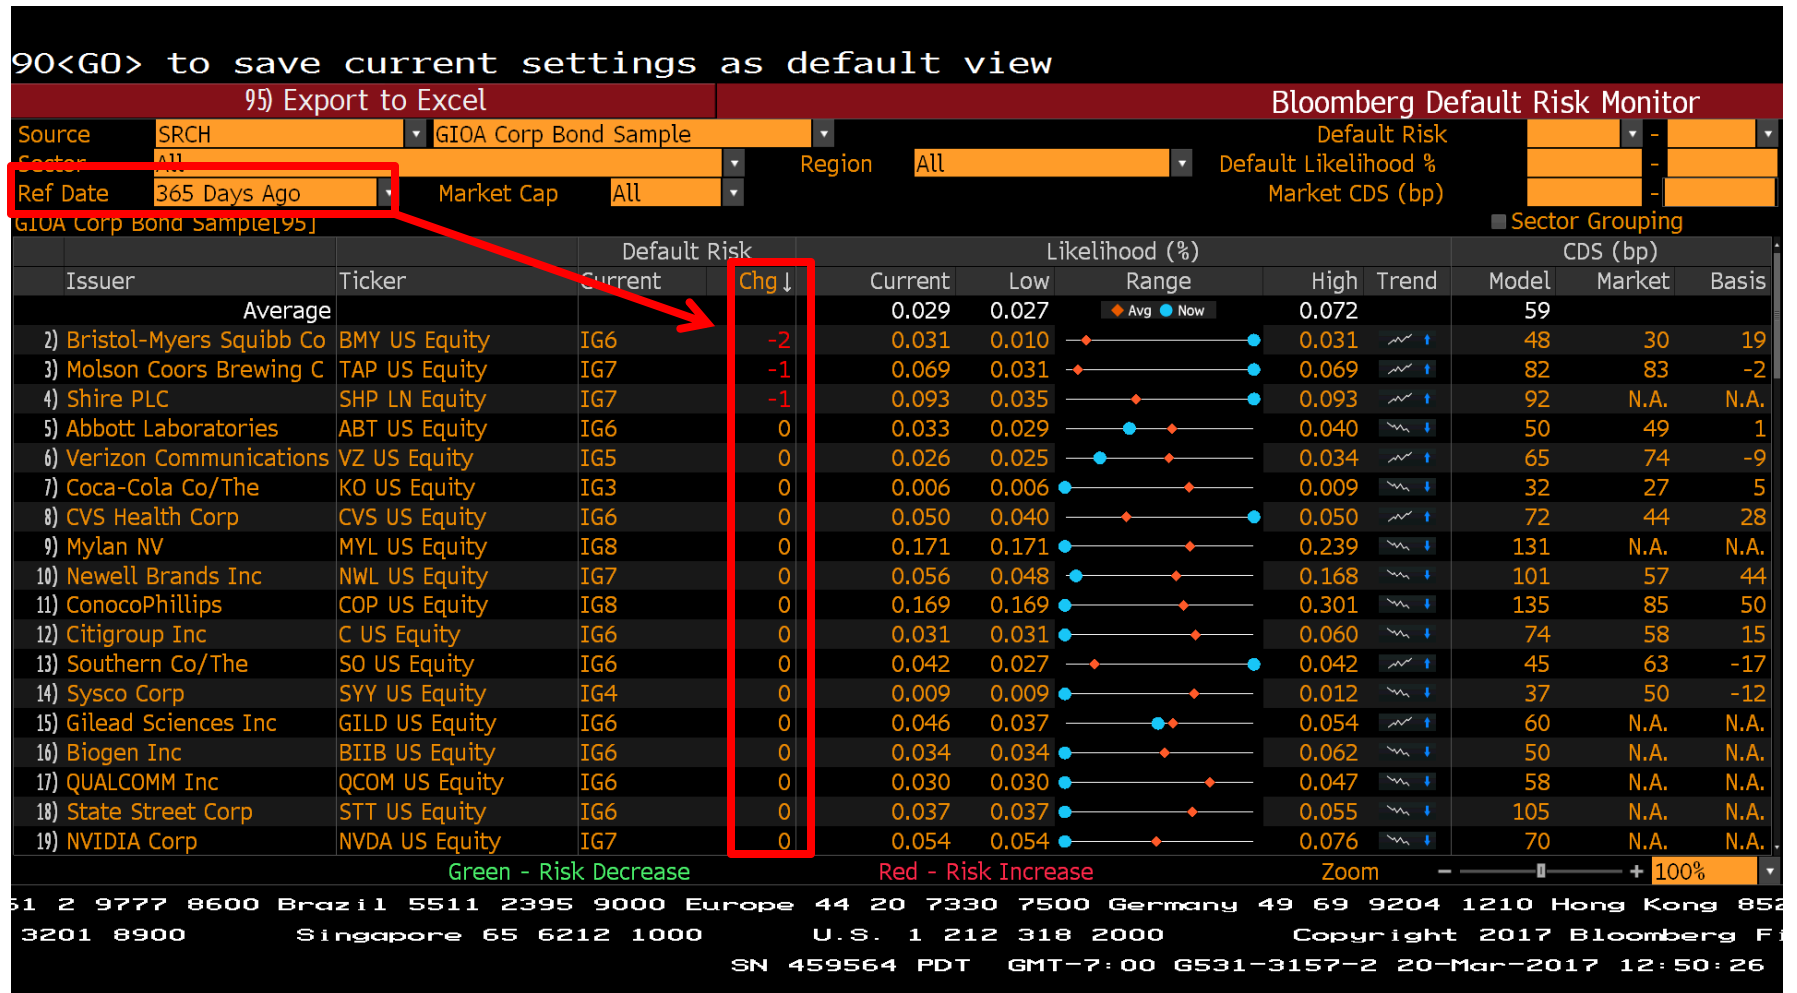 90<GO> to save current settings as default view
95) Export to Excel Bloomberg Default Risk Monitor
Source SRCH GIOA Corp Bond Sample Default Risk -
Sector All Region All Default Likelihood % -
Ref Date 365 Days Ago Market Cap All Market CDS (bp) -
GIOA Corp Bond Sample[95] Sector Grouping
Default Risk Likelihood (%) CDS (bp)
Issuer Ticker Current Chg↓ Current Low Range High Trend Model Market Basis
Average 0.029 0.027 Avg Now 0.072 59
2) Bristol-Myers Squibb Co BMY US Equity IG6 -2 0.031 0.010 0.031 48 30 19
3) Molson Coors Brewing C TAP US Equity IG7 -1 0.069 0.031 0.069 82 83 -2
4) Shire PLC SHP LN Equity IG7 -1 0.093 0.035 0.093 92 N.A. N.A.
5) Abbott Laboratories ABT US Equity IG6 0 0.033 0.029 0.040 50 49 1
6) Verizon Communications VZ US Equity IG5 0 0.026 0.025 0.034 65 74 -9
7) Coca-Cola Co/The KO US Equity IG3 0 0.006 0.006 0.009 32 27 5
8) CVS Health Corp CVS US Equity IG6 0 0.050 0.040 0.050 72 44 28
9) Mylan NV MYL US Equity IG8 0 0.171 0.171 0.239 131 N.A. N.A.
10) Newell Brands Inc NWL US Equity IG7 0 0.056 0.048 0.168 101 57 44
11) ConocoPhillips COP US Equity IG8 0 0.169 0.169 0.301 135 85 50
12) Citigroup Inc C US Equity IG6 0 0.031 0.031 0.060 74 58 15
13) Southern Co/The SO US Equity IG6 0 0.042 0.027 0.042 45 63 -17
14) Sysco Corp SYY US Equity IG4 0 0.009 0.009 0.012 37 50 -12
15) Gilead Sciences Inc GILD US Equity IG6 0 0.046 0.037 0.054 60 N.A. N.A.
16) Biogen Inc BIIB US Equity IG6 0 0.034 0.034 0.062 50 N.A. N.A.
17) QUALCOMM Inc QCOM US Equity IG6 0 0.030 0.030 0.047 58 N.A. N.A.
18) State Street Corp STT US Equity IG6 0 0.037 0.037 0.055 105 N.A. N.A.
19) NVIDIA Corp NVDA US Equity IG7 0 0.054 0.054 0.076 70 N.A. N.A.
Green - Risk Decrease Red - Risk Increase Zoom - + 100%
61 2 9777 8600 Brazil 5511 2395 9000 Europe 44 20 7330 7500 Germany 49 69 9204 1210 Hong Kong 852
3201 8900 Singapore 65 6212 1000 U.S. 1 212 318 2000 Copyright 2017 Bloomberg Fi
SN 459564 PDT GMT-7:00 G531-3157-2 20-Mar-2017 12:50:26